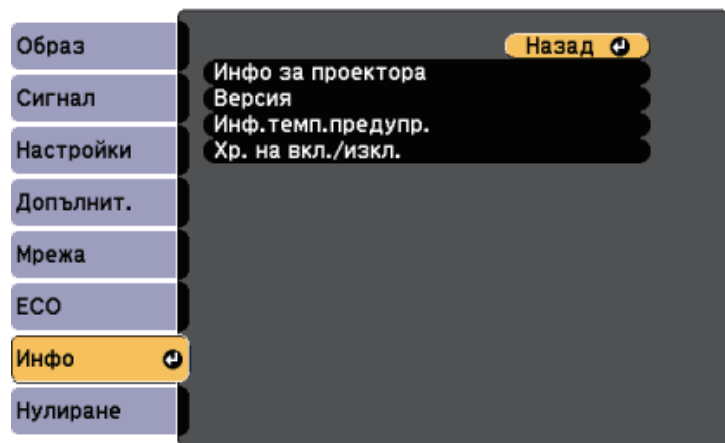 Образ
Сигнал
Настройки
Допълнит.
Мрежа
ECO
Инфо
Нулиране
Назад
Инфо за проектора
Версия
Инф.темп.предупр.
Хр. на вкл./изкл.